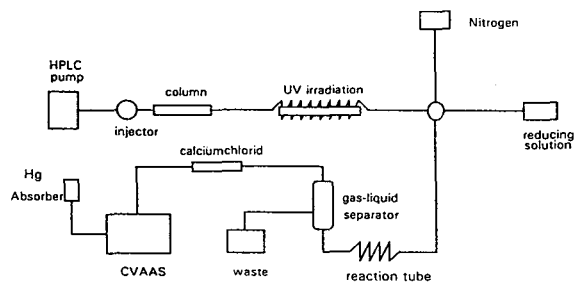 Nitrogen
HPLC
pump
column
UV irradiation
injector
reducing
solution
calciumchlorid
Hg
Absorber
gas-liquid
separator
CVAAS
waste
reaction tube